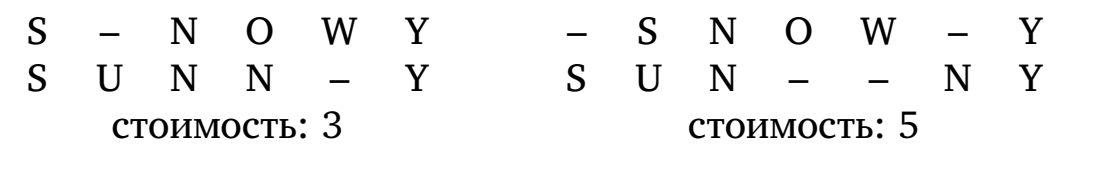 S – N O W Y – S N O W – Y
S U N N – Y S U N – – N Y
стоимость: 3 стоимость: 5